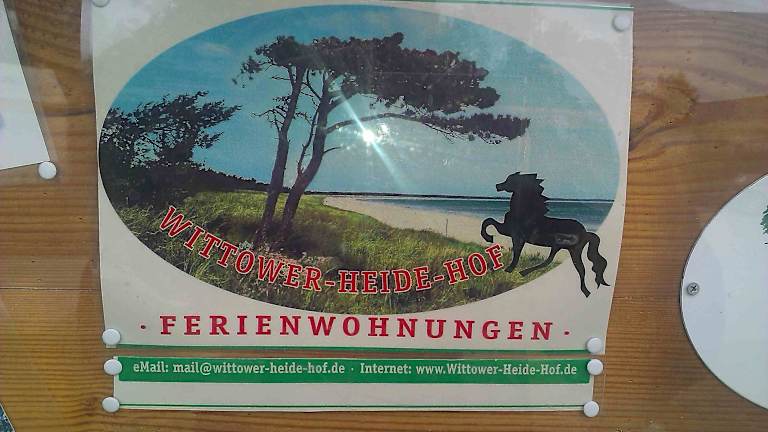 WITTOWER-HEIDE-HOF
· FERIENWOHNUNGEN ·
eMail: mail@wittower-heide-hof.de · Internet: www.Wittower-Heide-Hof.de